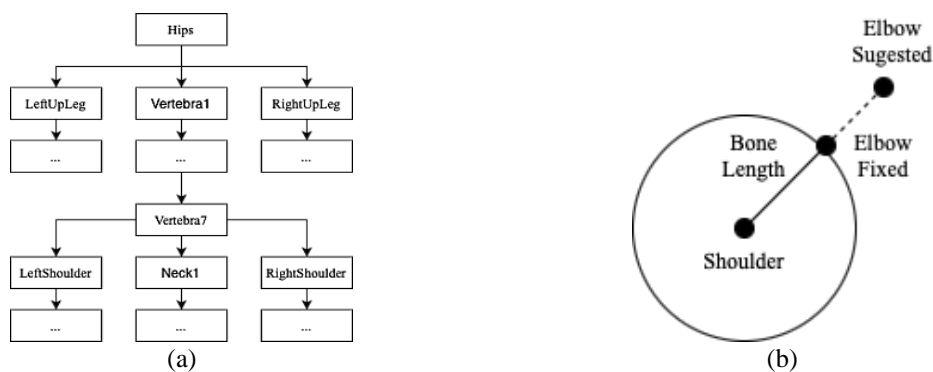 Hips
LeftUpLeg
Vertebra1
RightUpLeg
...
...
...
Vertebra7
LeftShoulder
Neck1
RightShoulder
...
...
...
(a)
Elbow
Sugested
Bone
Length
Elbow
Fixed
Shoulder
(b)